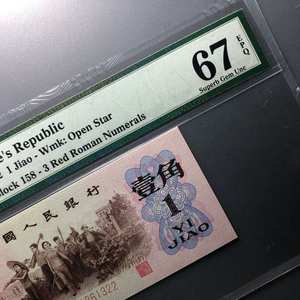 e's Republic
1 Jiao - Wmk: Open Star
lock 158 - 3 Red Roman Numerals
67
EPQ
Superb Gem Unc
國人民銀行
壹角
1
YI
JIAO